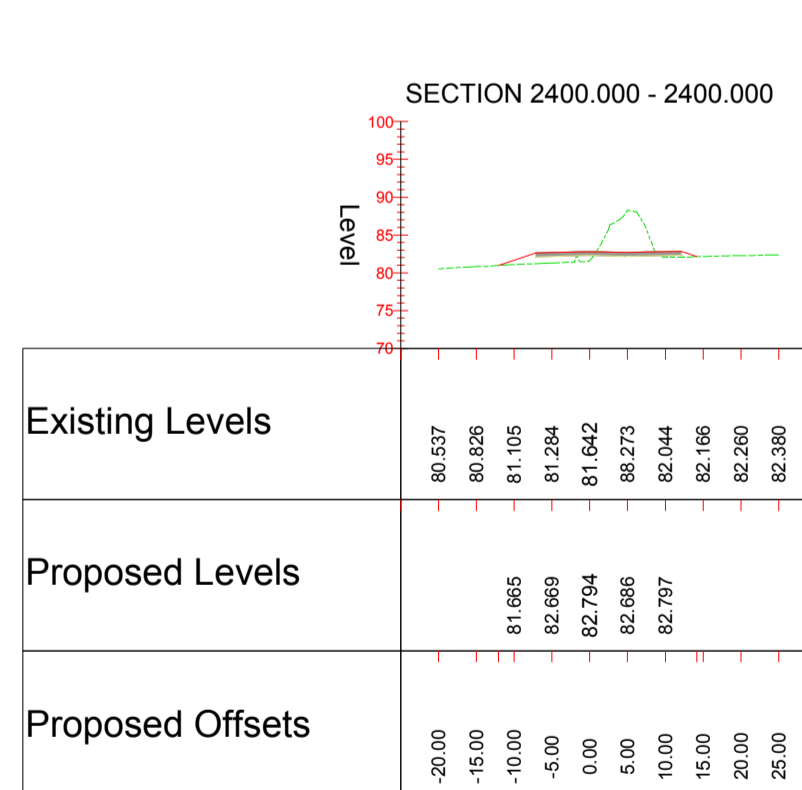 SECTION 2400.000 - 2400.000
100
95
90
85
80
75
70
Level
Existing Levels
80.537 80.826 81.105 81.284 81.642 88.273 82.044 82.166 82.260 82.380
Proposed Levels
81.665 82.669 82.794 82.686 82.797
Proposed Offsets
-20.00 -15.00 -10.00 -5.00 0.00 5.00 10.00 15.00 20.00 25.00